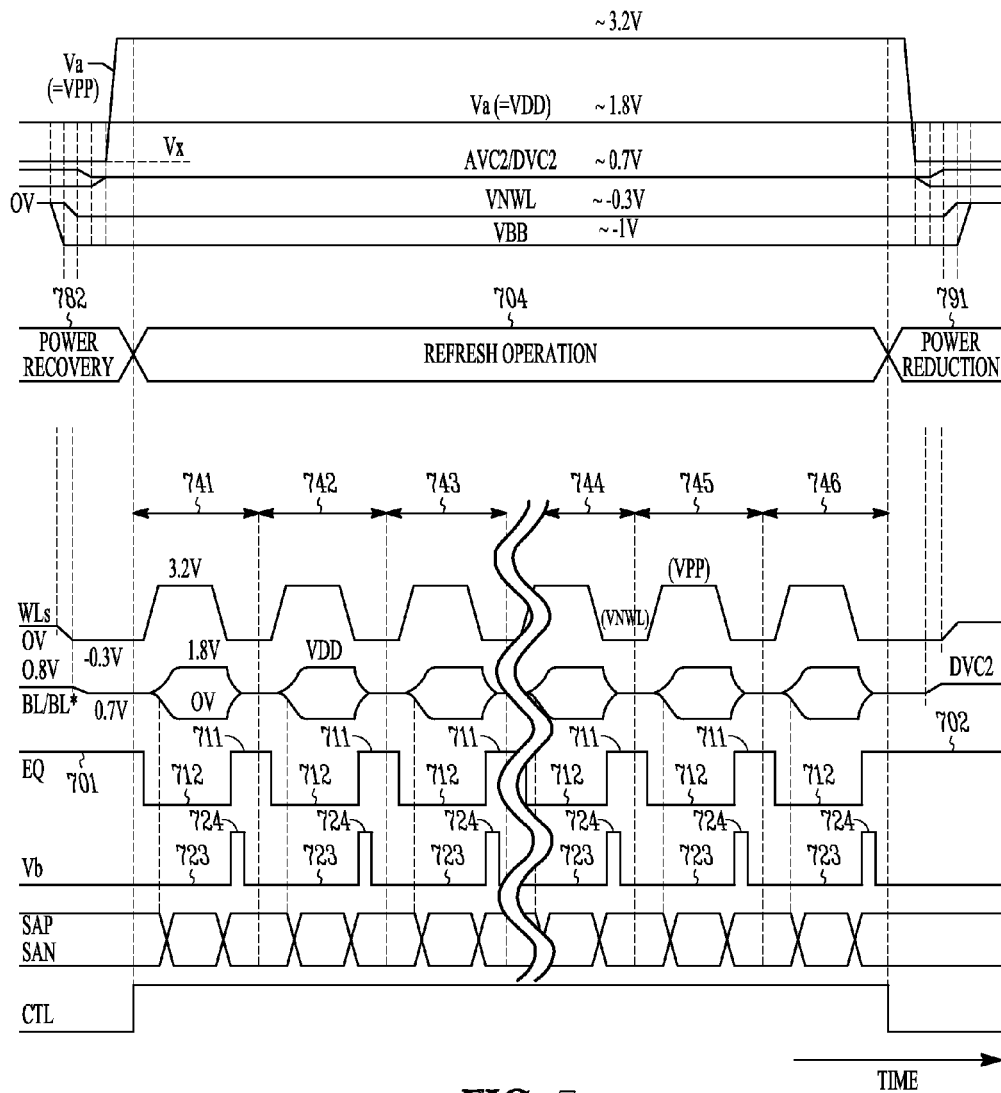 ~ 3.2V
Va
(=VPP)
Va (=VDD) ~ 1.8V
Vx
AVC2/DVC2 ~ 0.7V
OV VNWL ~ -0.3V
VBB ~ -1V
782 704 791
POWER RECOVERY REFRESH OPERATION POWER REDUCTION
741 742 743 744 745 746
3.2V (VPP)
WLs (VNWL)
OV -0.3V
0.8V 1.8V VDD DVC2
BL/BL* 0.7V OV
711 711 711 711 711 702
EQ 701 712 712 712 712 712 712
724 724 724 724 724
Vb 723 723 723 723 723 723
SAP
SAN
CTL
TIME